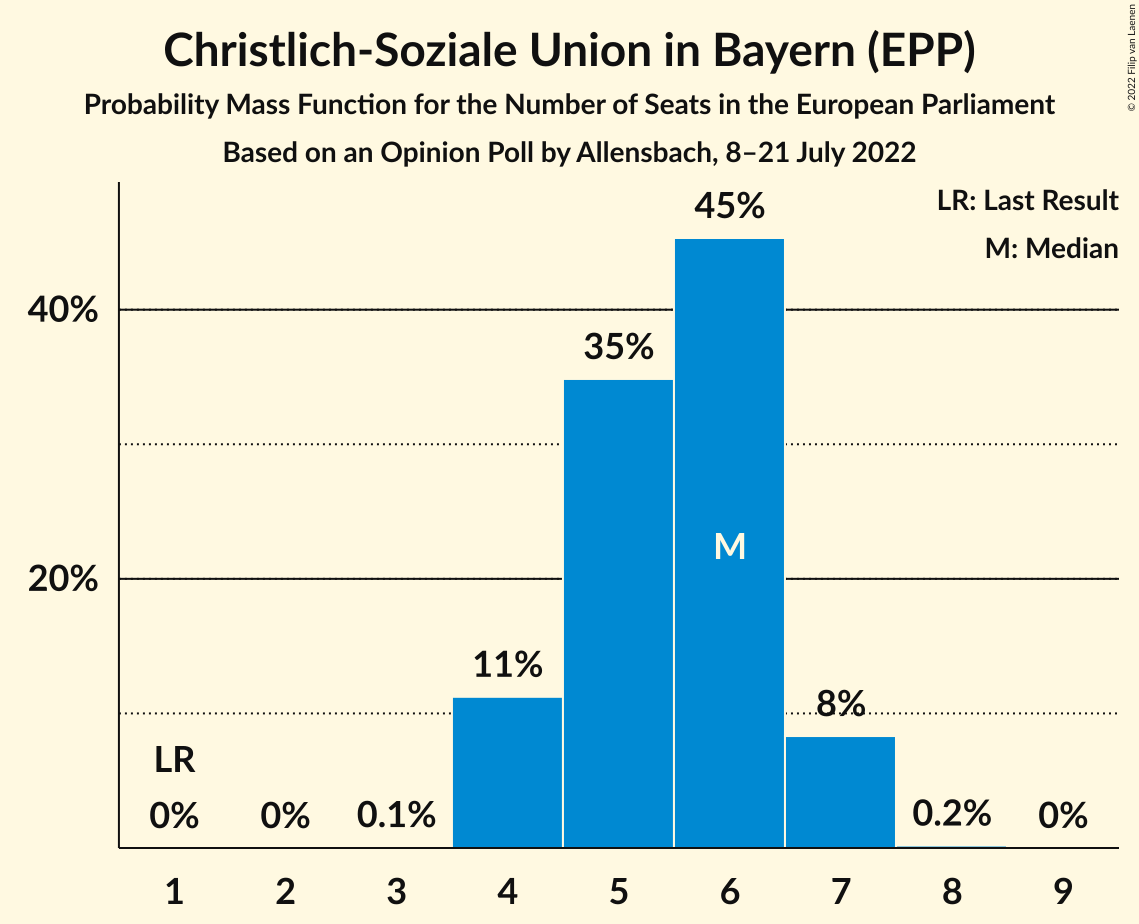 Christlich-Soziale Union in Bayern (EPP)
Probability Mass Function for the Number of Seats in the European Parliament
Based on an Opinion Poll by Allensbach, 8–21 July 2022
© 2022 Filip van Laenen
LR: Last Result
M: Median
45%
40%
35%
M
20%
11%
8%
LR
0%
0%
0.1%
0.2%
0%
1 2 3 4 5 6 7 8 9